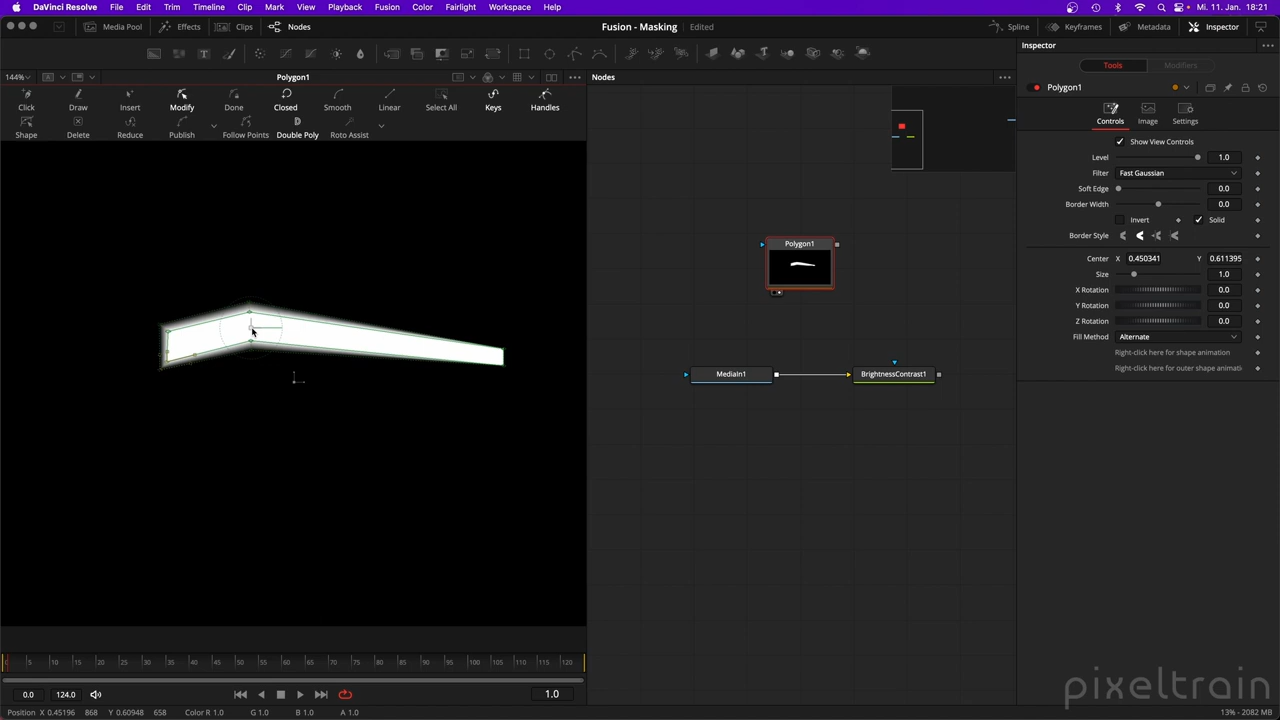 DaVinci Resolve File Edit Trim Timeline Clip Mark View Playback Fusion Color Fairlight Workspace Help Mi. 11. Jan. 18:21
Media Pool Effects Clips Nodes Fusion - Masking Edited Spline Keyframes Metadata Inspector
144% Polygon1 Nodes Inspector
Tools Modifiers
Click Draw Insert Modify Done Closed Smooth Linear Select All Keys Handles
Shape Delete Reduce Publish Follow Points Double Poly Roto Assist
Polygon1
Controls Image Settings
Show View Controls
Level 1.0
Filter Fast Gaussian
Soft Edge 0.0
Border Width 0.0
Invert Solid
Border Style
Center X 0.450341 Y 0.611395
Size 1.0
X Rotation 0.0
Y Rotation 0.0
Z Rotation 0.0
Fill Method Alternate
Right-click here for shape animation
Right-click here for outer shape animati
Polygon1
MediaIn1 BrightnessContrast1
5 10 15 20 25 30 35 40 45 50 55 60 65 70 75 80 85 90 95 100 105 110 115 120
0.0 124.0 1.0
pixeltrain
Position X 0.45196 868 Y 0.60948 658 Color R 1.0 G 1.0 B 1.0 A 1.0 13% - 2082 MB